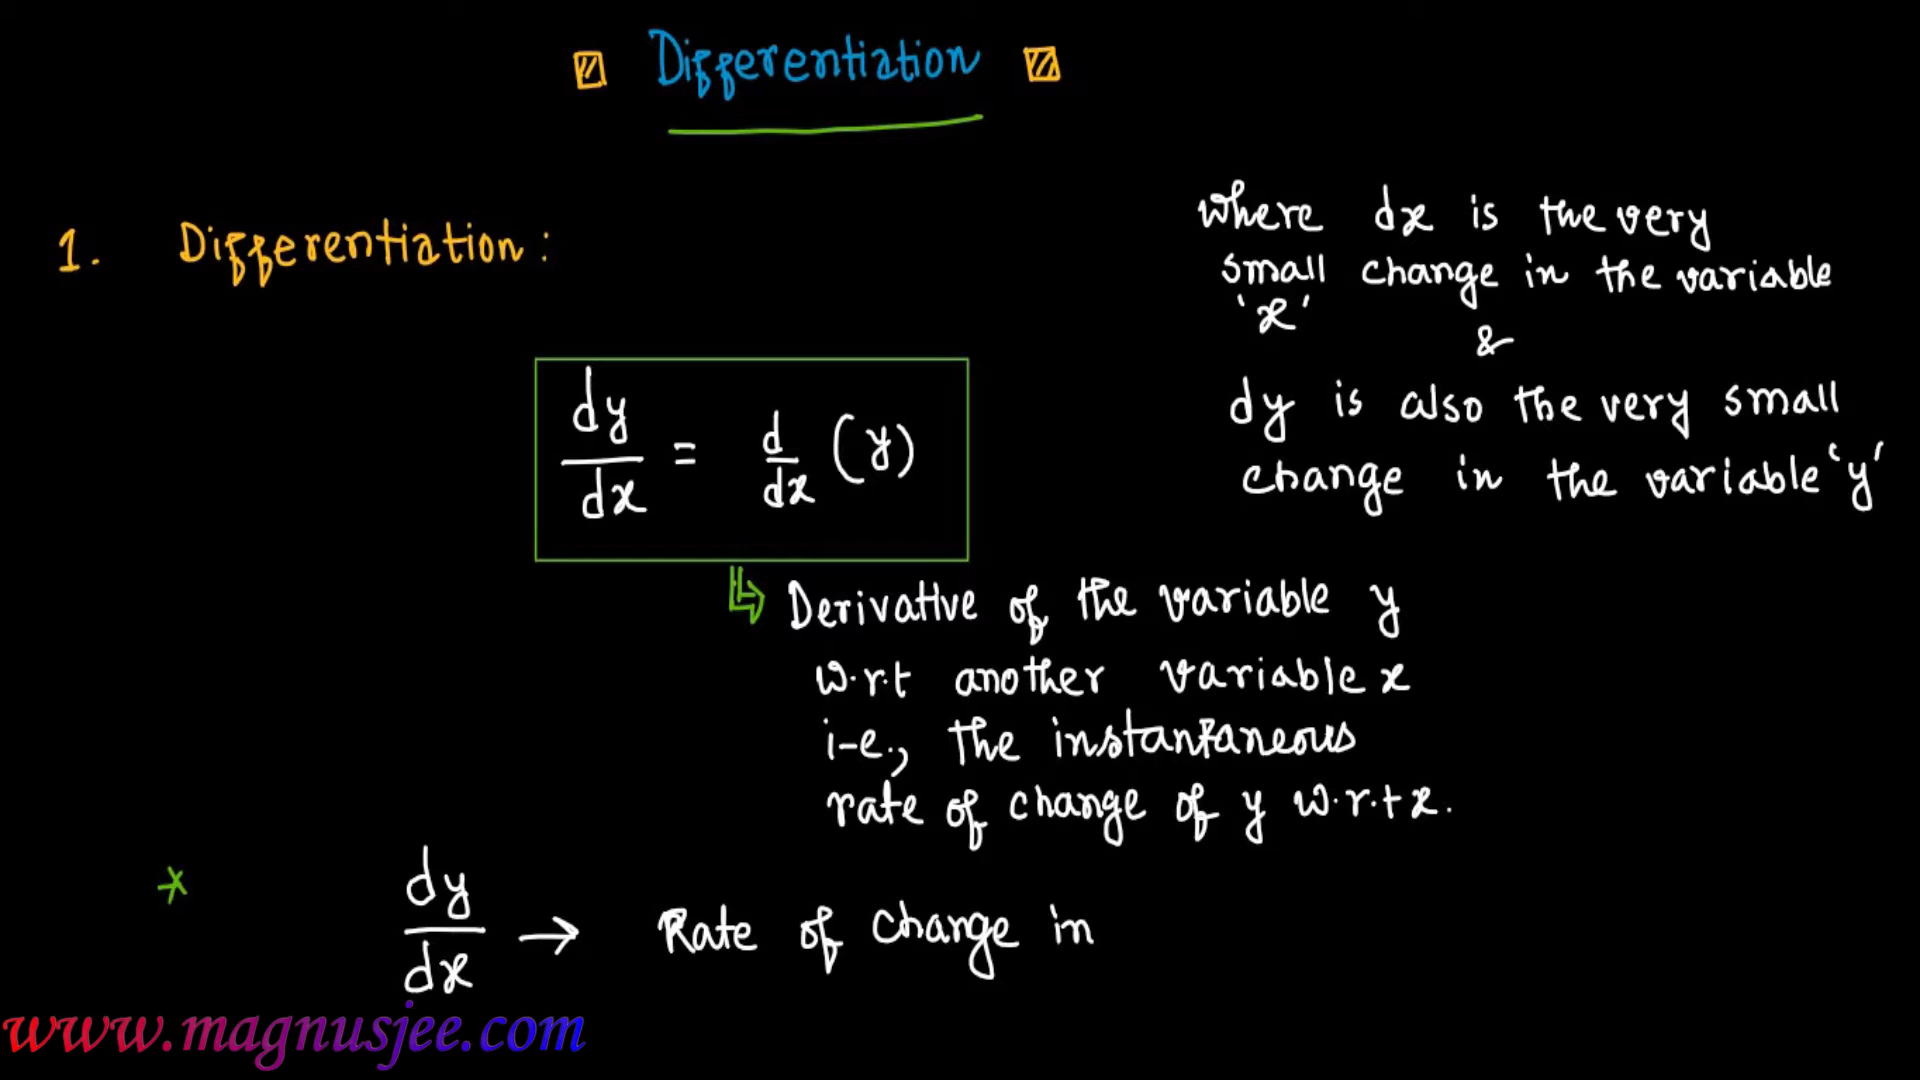 Differentiation
1. Differentiation:
where dx is the very
small change in the variable
'x'
&
dy is also the very small
change in the variable 'y'
dy/dx = d/dx (y)
Derivative of the variable y
w.r.t another variable x
i-e., the instantaneous
rate of change of y w.r.t x.
* dy/dx → Rate of change in
www.magnusjee.com